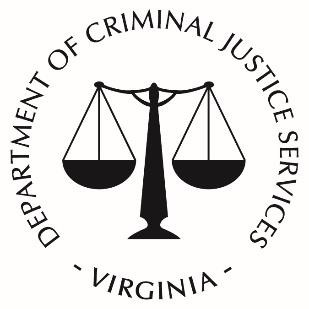 DEPARTMENT OF CRIMINAL JUSTICE SERVICES
- VIRGINIA -